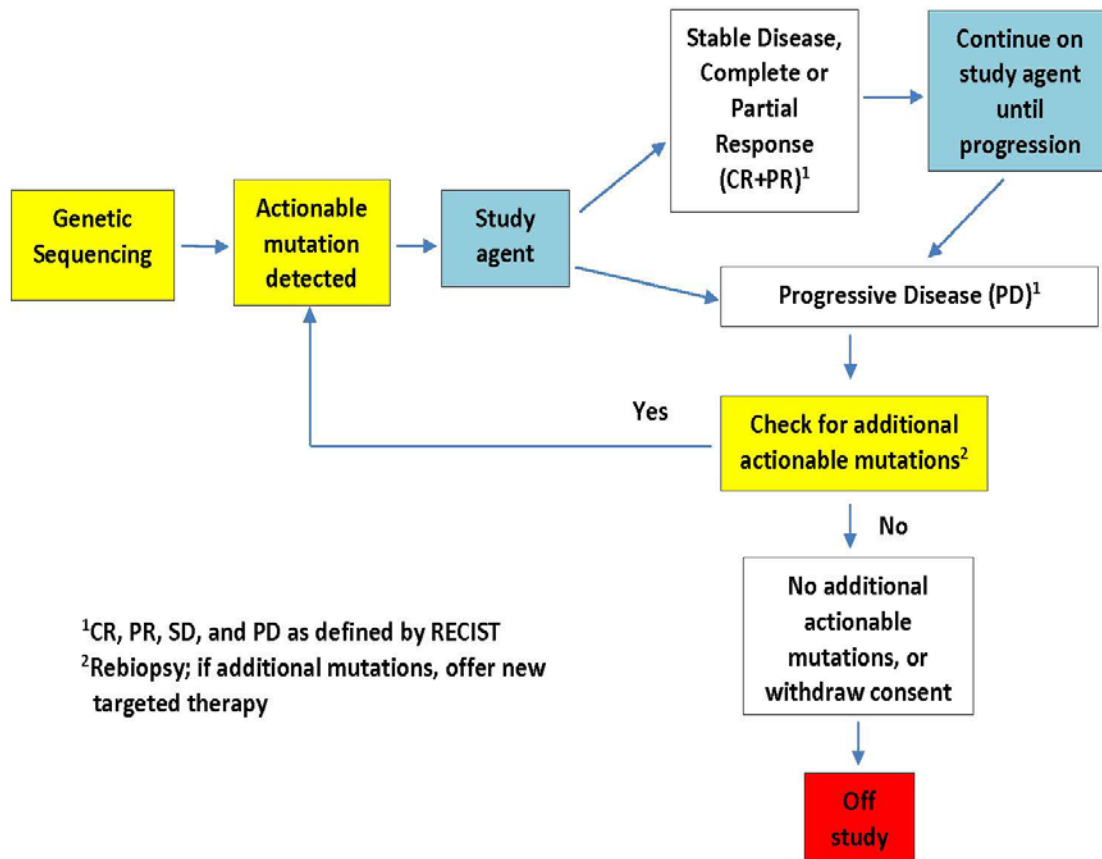 Genetic
Sequencing
Actionable
mutation
detected
Study
agent
Stable Disease,
Complete or
Partial
Response
(CR+PR)¹
Continue on
study agent
until
progression
Progressive Disease (PD)¹
Check for additional
actionable mutations²
Yes
No
No additional
actionable
mutations, or
withdraw consent
Off
study
¹CR, PR, SD, and PD as defined by RECIST
²Rebiopsy; if additional mutations, offer new
targeted therapy